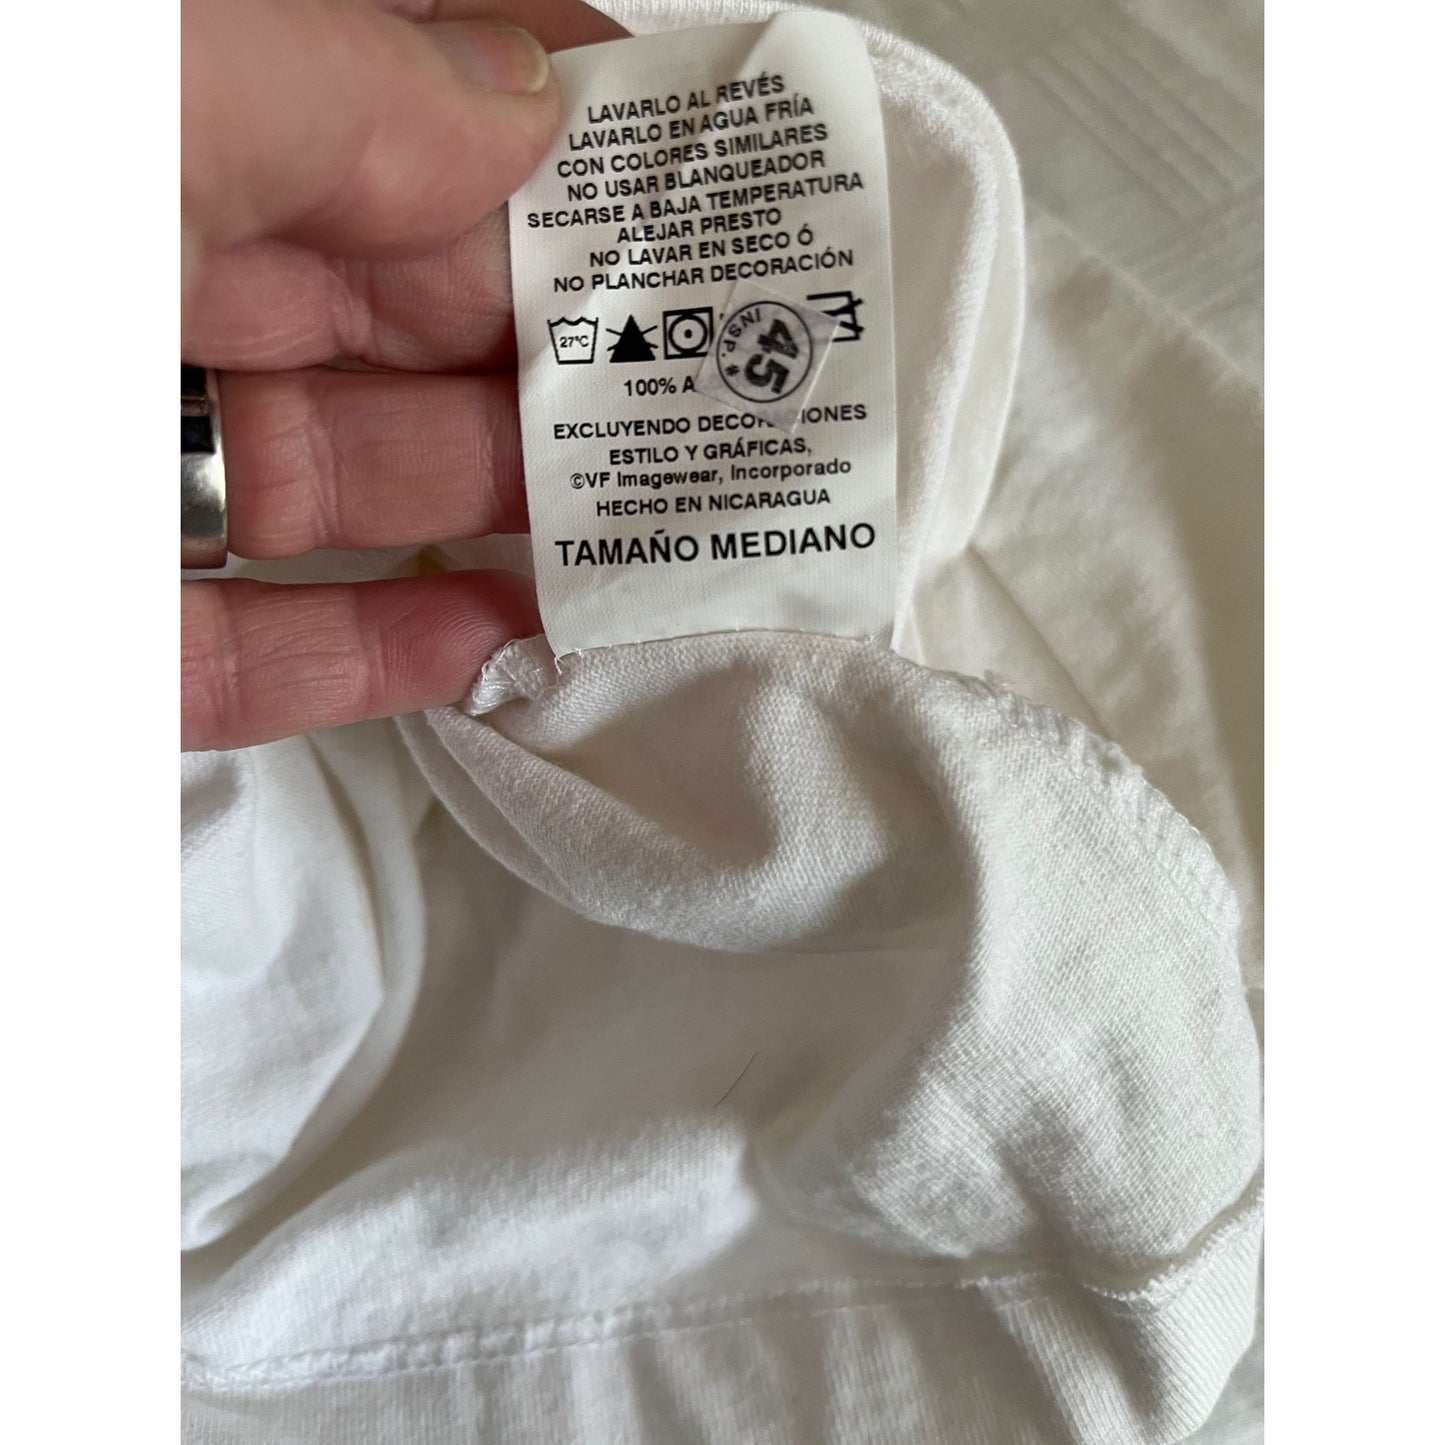 LAVARLO AL REVÉS
LAVARLO EN AGUA FRÍA
CON COLORES SIMILARES
NO USAR BLANQUEADOR
SECARSE A BAJA TEMPERATURA
ALEJAR PRESTO
NO LAVAR EN SECO Ó
NO PLANCHAR DECORACIÓN
27°C
INSP. * 45
100%
EXCLUYENDO DECORACIONES
ESTILO Y GRÁFICAS,
©VF Imagewear, Incorporado
HECHO EN NICARAGUA
TAMAÑO MEDIANO